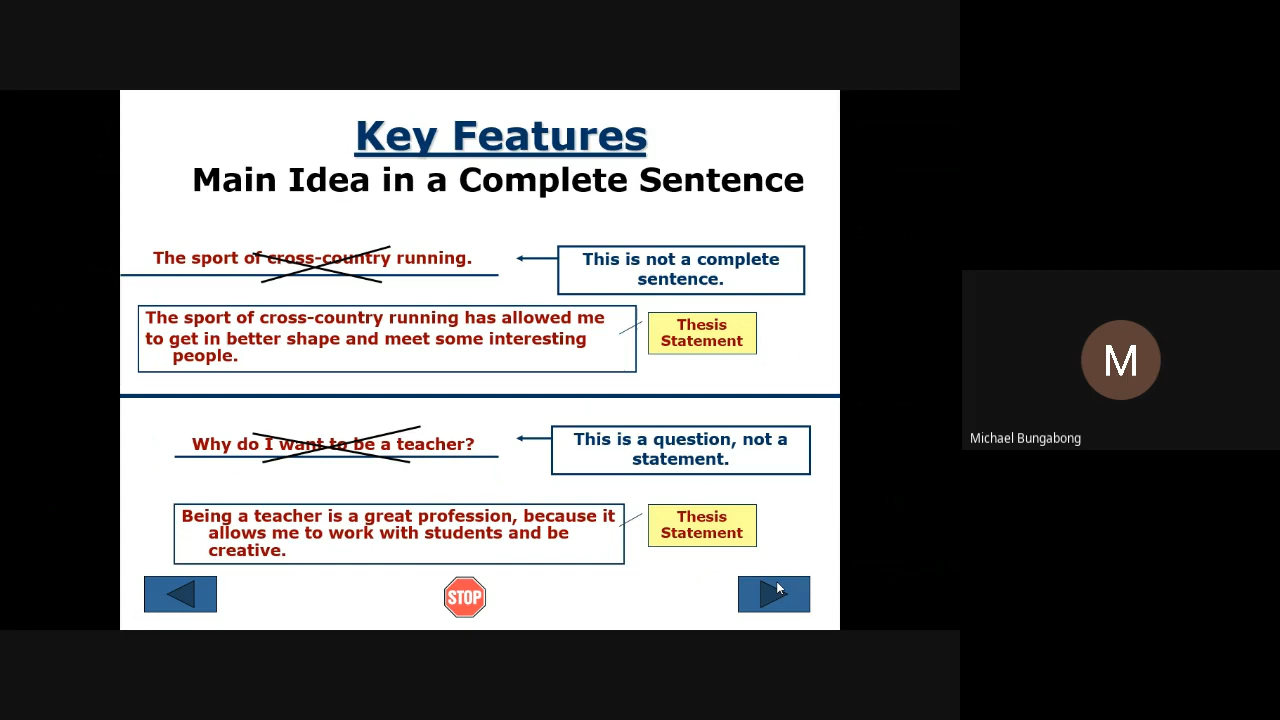 Key Features
Main Idea in a Complete Sentence
The sport of cross-country running.
This is not a complete
sentence.
The sport of cross-country running has allowed me
to get in better shape and meet some interesting
people.
Thesis
Statement
Why do I want to be a teacher?
This is a question, not a
statement.
Being a teacher is a great profession, because it
allows me to work with students and be
creative.
Thesis
Statement
STOP
M
Michael Bungabong